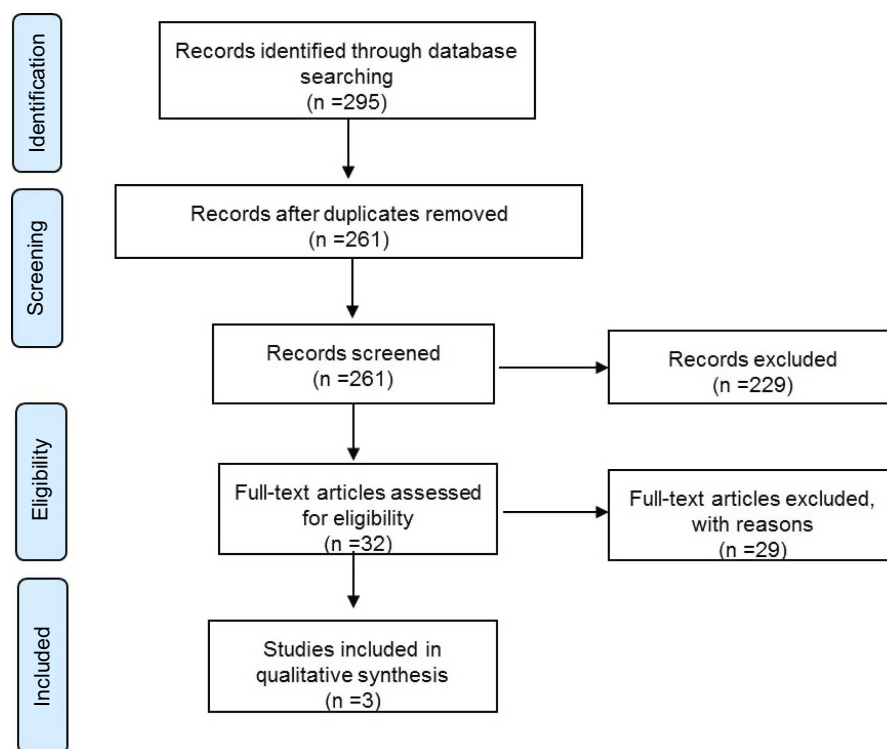 Identification
Records identified through database
searching
(n =295)
Screening
Records after duplicates removed
(n =261)
Records screened
(n =261)
Records excluded
(n =229)
Eligibility
Full-text articles assessed
for eligibility
(n =32)
Full-text articles excluded,
with reasons
(n =29)
Included
Studies included in
qualitative synthesis
(n =3)